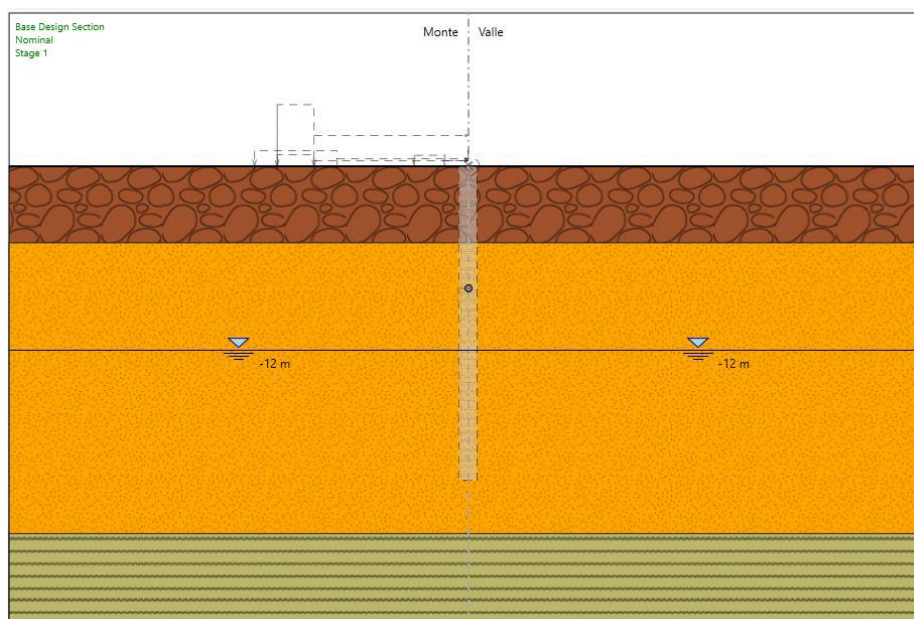 Base Design Section
Nominal
Stage 1
Monte
Valle
-12 m
-12 m